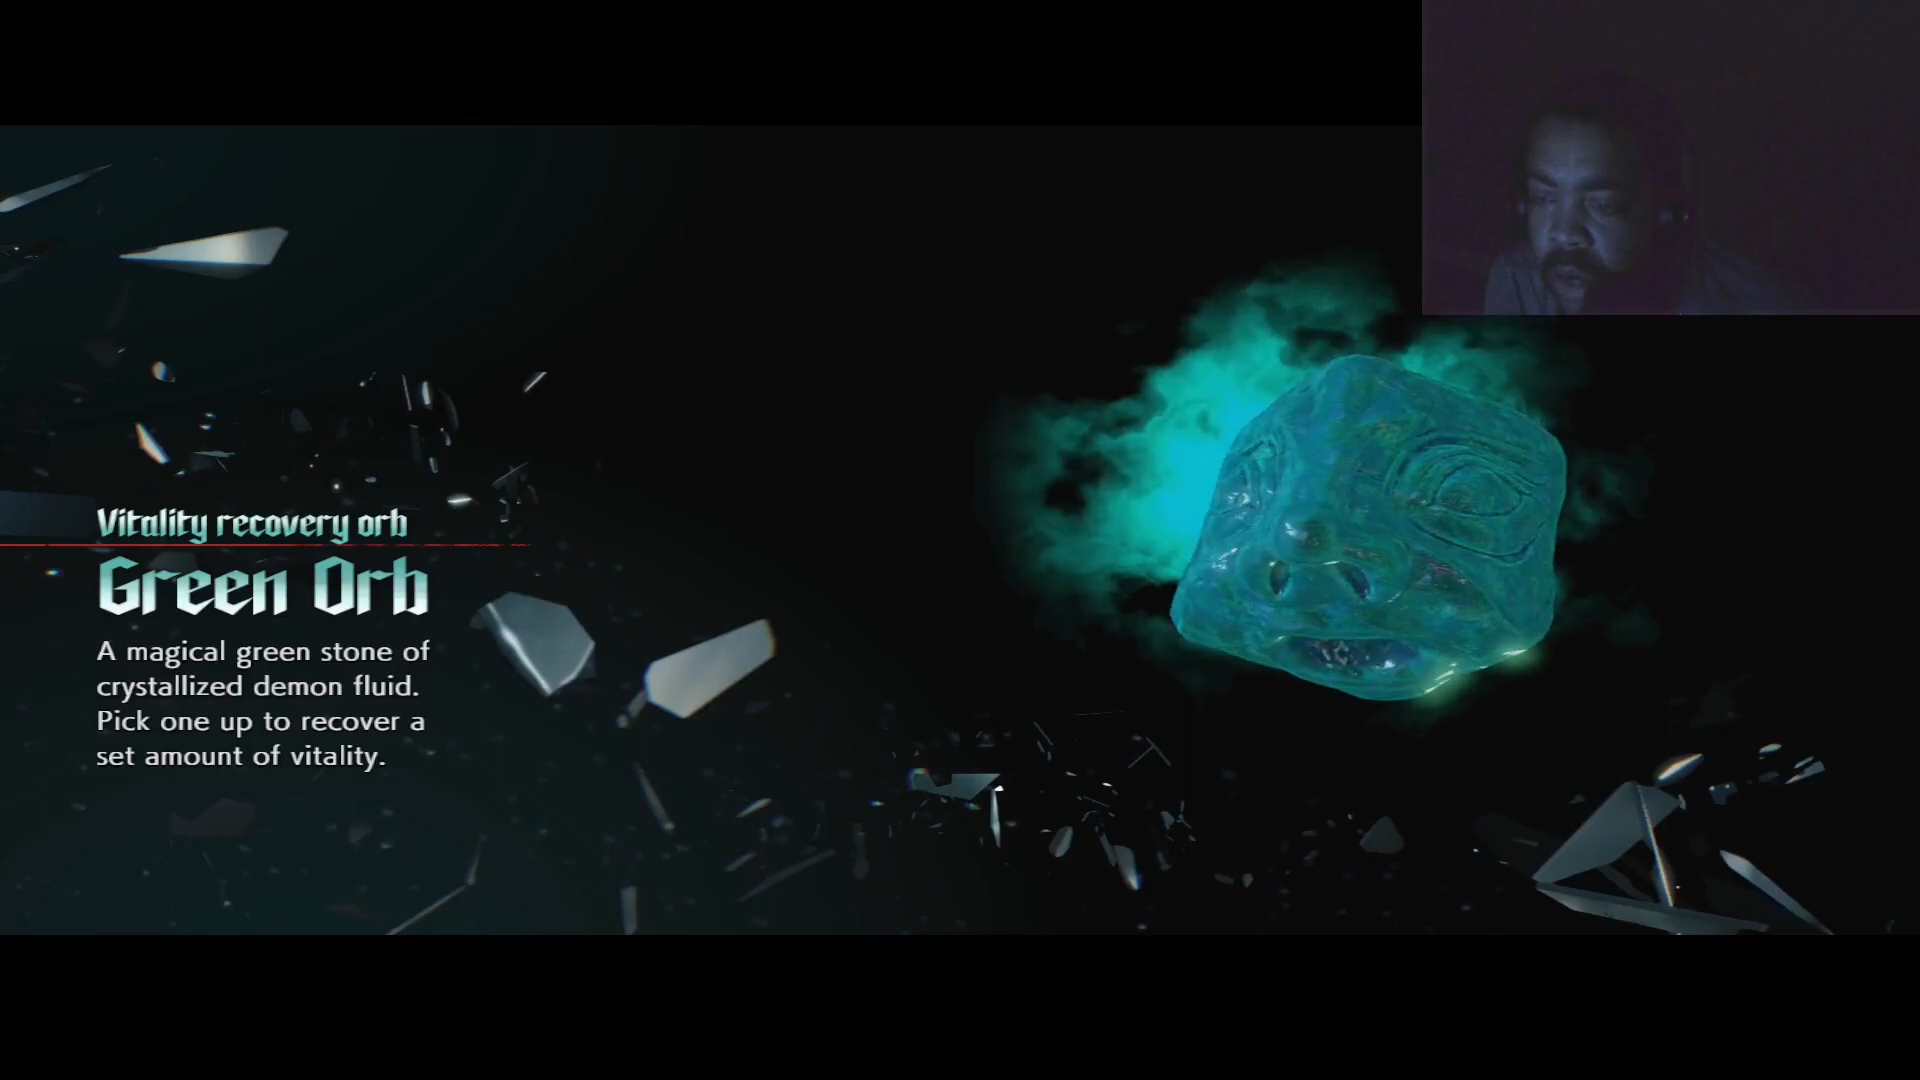 Vitality recovery orb
Green Orb
A magical green stone of
crystallized demon fluid.
Pick one up to recover a
set amount of vitality.